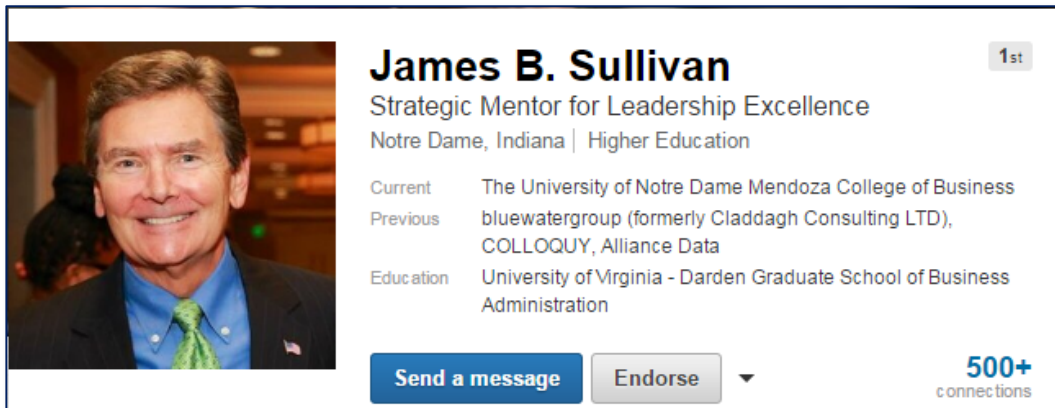 James B. Sullivan
1st
Strategic Mentor for Leadership Excellence
Notre Dame, Indiana | Higher Education
Current The University of Notre Dame Mendoza College of Business
Previous bluewatergroup (formerly Claddagh Consulting LTD),
COLLOQUY, Alliance Data
Education University of Virginia - Darden Graduate School of Business
Administration
Send a message Endorse 500+
connections